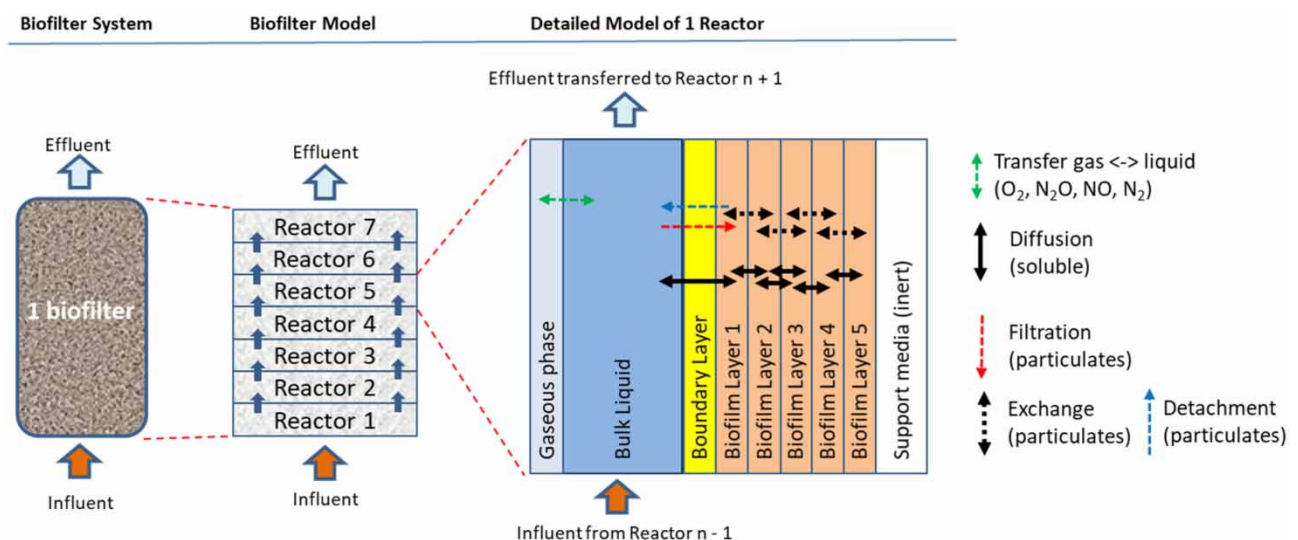 Biofilter System
Biofilter Model
Detailed Model of 1 Reactor
Effluent
1 biofilter
Influent
Effluent
Reactor 7
Reactor 6
Reactor 5
Reactor 4
Reactor 3
Reactor 2
Reactor 1
Influent
Effluent transferred to Reactor n + 1
Gaseous phase
Bulk Liquid
Boundary Layer
Biofilm Layer 1
Biofilm Layer 2
Biofilm Layer 3
Biofilm Layer 4
Biofilm Layer 5
Support media (inert)
Influent from Reactor n - 1
Transfer gas <-> liquid
(O₂, N₂O, NO, N₂)
Diffusion
(soluble)
Filtration
(particulates)
Exchange
(particulates)
Detachment
(particulates)